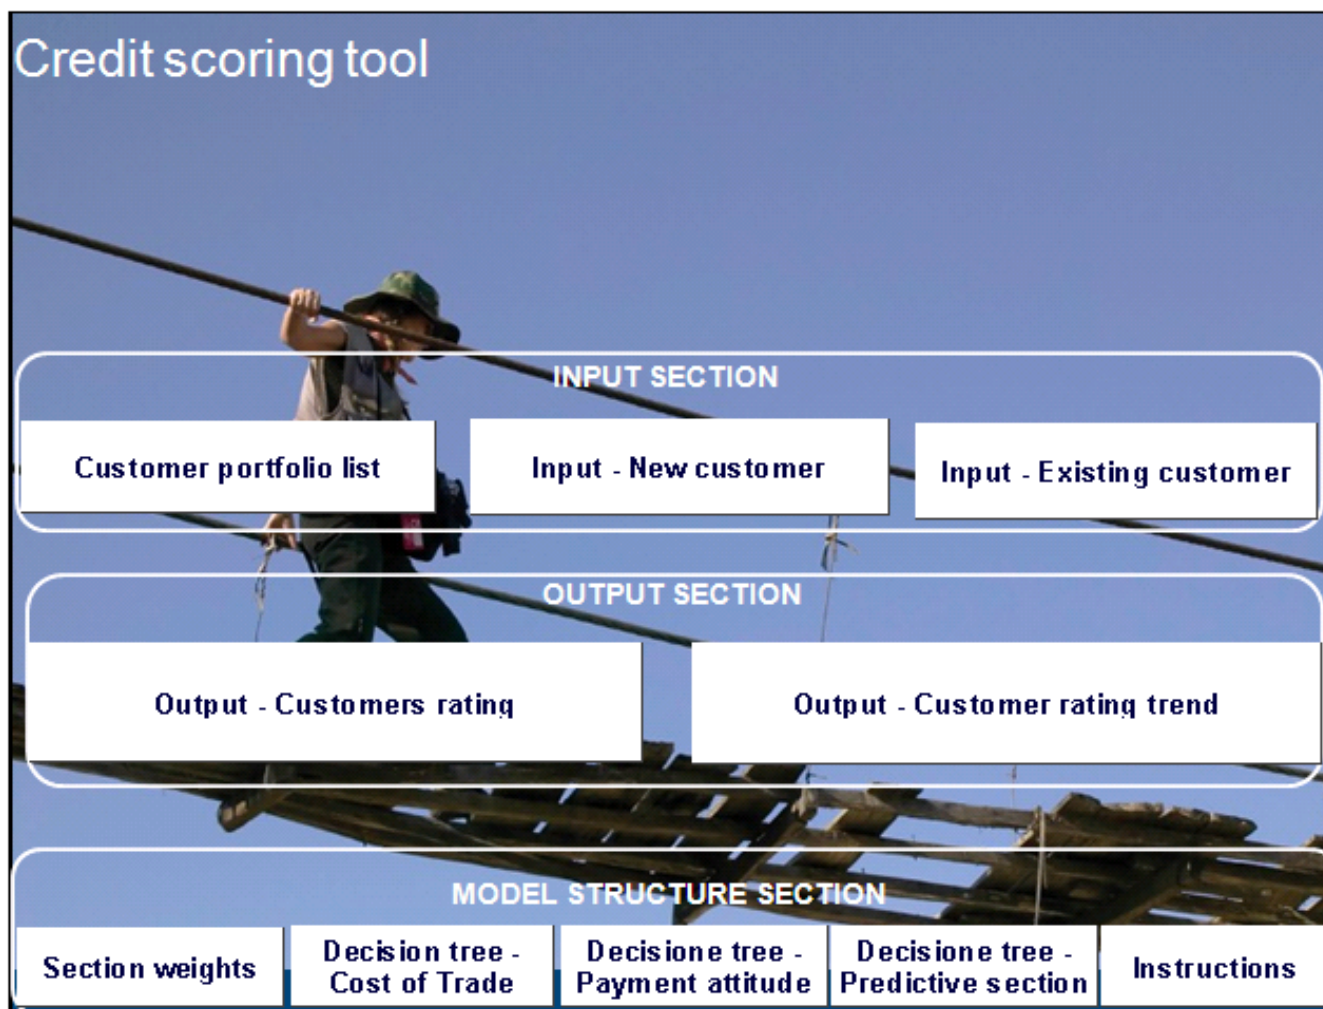 Credit scoring tool
INPUT SECTION
Customer portfolio list
Input - New customer
Input - Existing customer
OUTPUT SECTION
Output - Customers rating
Output - Customer rating trend
MODEL STRUCTURE SECTION
Section weights
Decision tree -
Cost of Trade
Decisione tree -
Payment attitude
Decisione tree -
Predictive section
Instructions